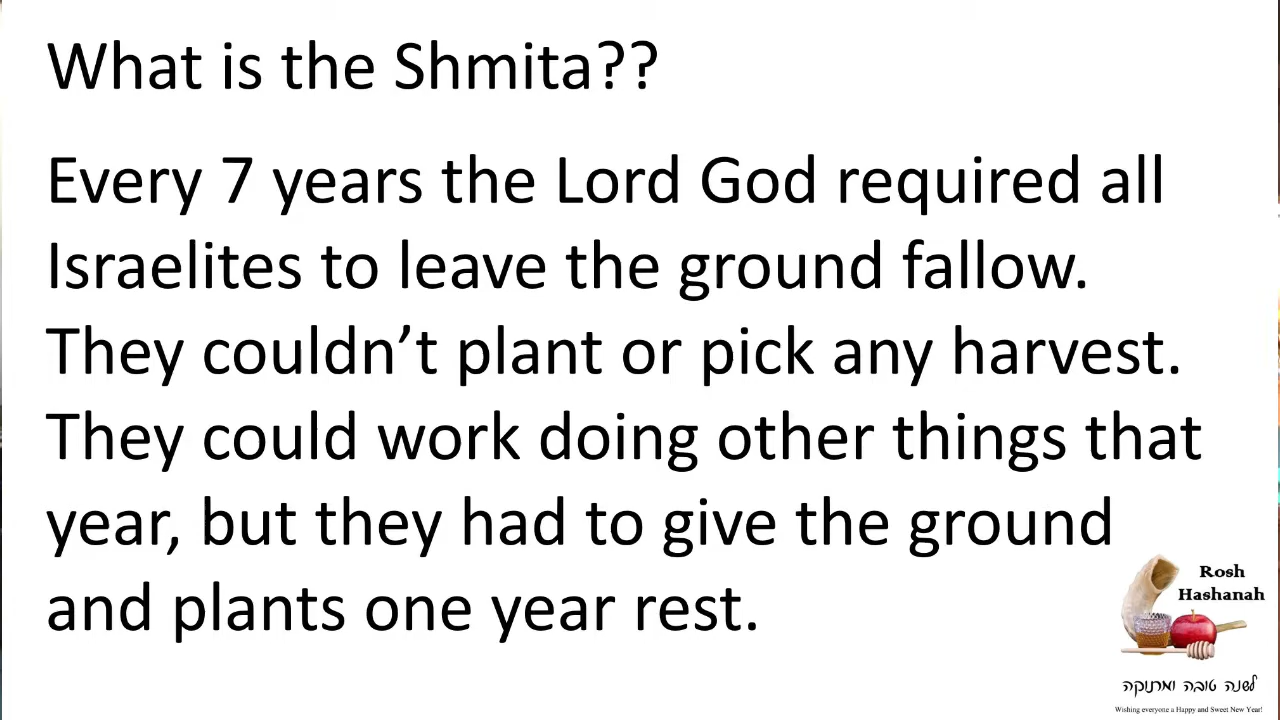 What is the Shmita??
Every 7 years the Lord God required all
Israelites to leave the ground fallow.
They couldn’t plant or pick any harvest.
They could work doing other things that
year, but they had to give the ground
and plants one year rest.
Rosh
Hashanah
לשנה טובה ומתוקה
Wishing everyone a Happy and Sweet New Year!